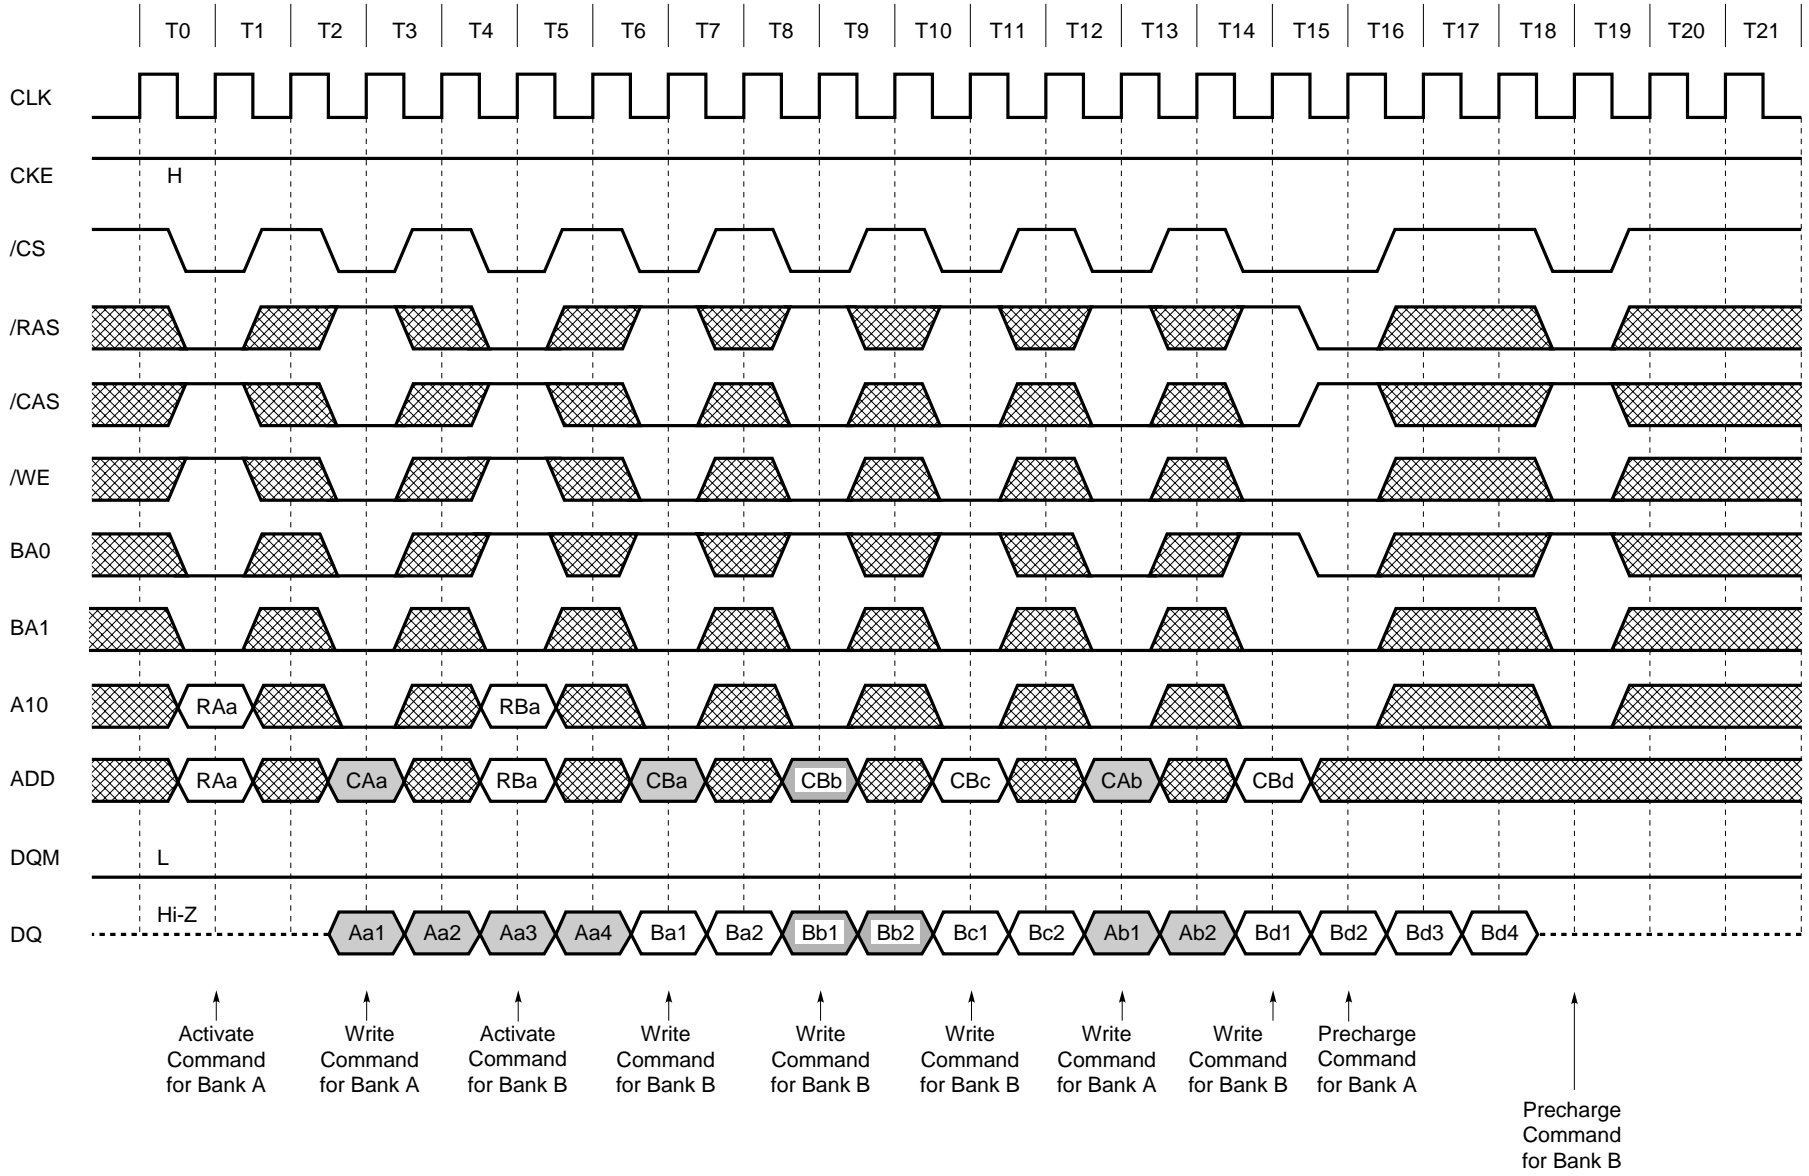 T0 T1 T2 T3 T4 T5 T6 T7 T8 T9 T10 T11 T12 T13 T14 T15 T16 T17 T18 T19 T20 T21
CLK
CKE H
/CS
/RAS
/CAS
/WE
BA0
BA1
A10 RAa RBa
ADD RAa CAa RBa CBa CBb CBc CAb CBd
DQM L
Hi-Z
DQ Aa1 Aa2 Aa3 Aa4 Ba1 Ba2 Bb1 Bb2 Bc1 Bc2 Ab1 Ab2 Bd1 Bd2 Bd3 Bd4
Activate Write Activate Write Write Write Write Write Precharge
Command Command Command Command Command Command Command Command Command
for Bank A for Bank A for Bank B for Bank B for Bank B for Bank B for Bank A for Bank B for Bank A
Precharge
Command
for Bank B